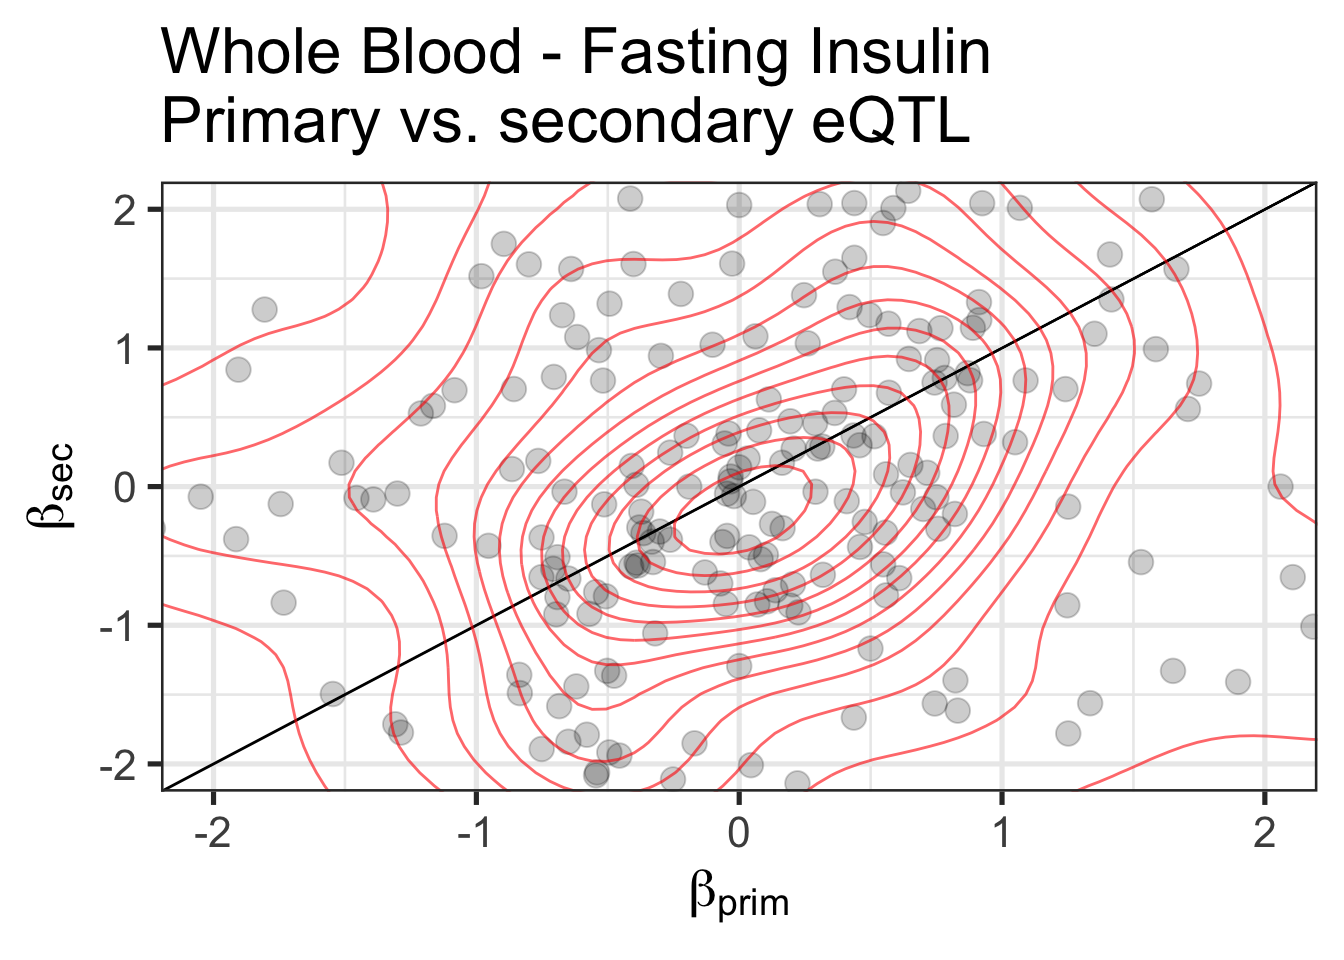 Whole Blood - Fasting Insulin
Primary vs. secondary eQTL
2
1
0
-1
-2
βsec
-2 -1 0 1 2
βprim